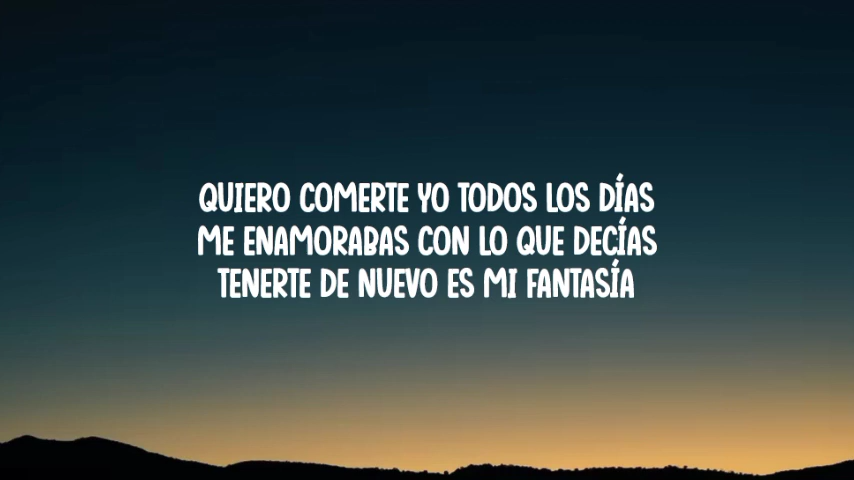 QUIERO COMERTE YO TODOS LOS DÍAS
ME ENAMORABAS CON LO QUE DECÍAS
TENERTE DE NUEVO ES MI FANTASÍA